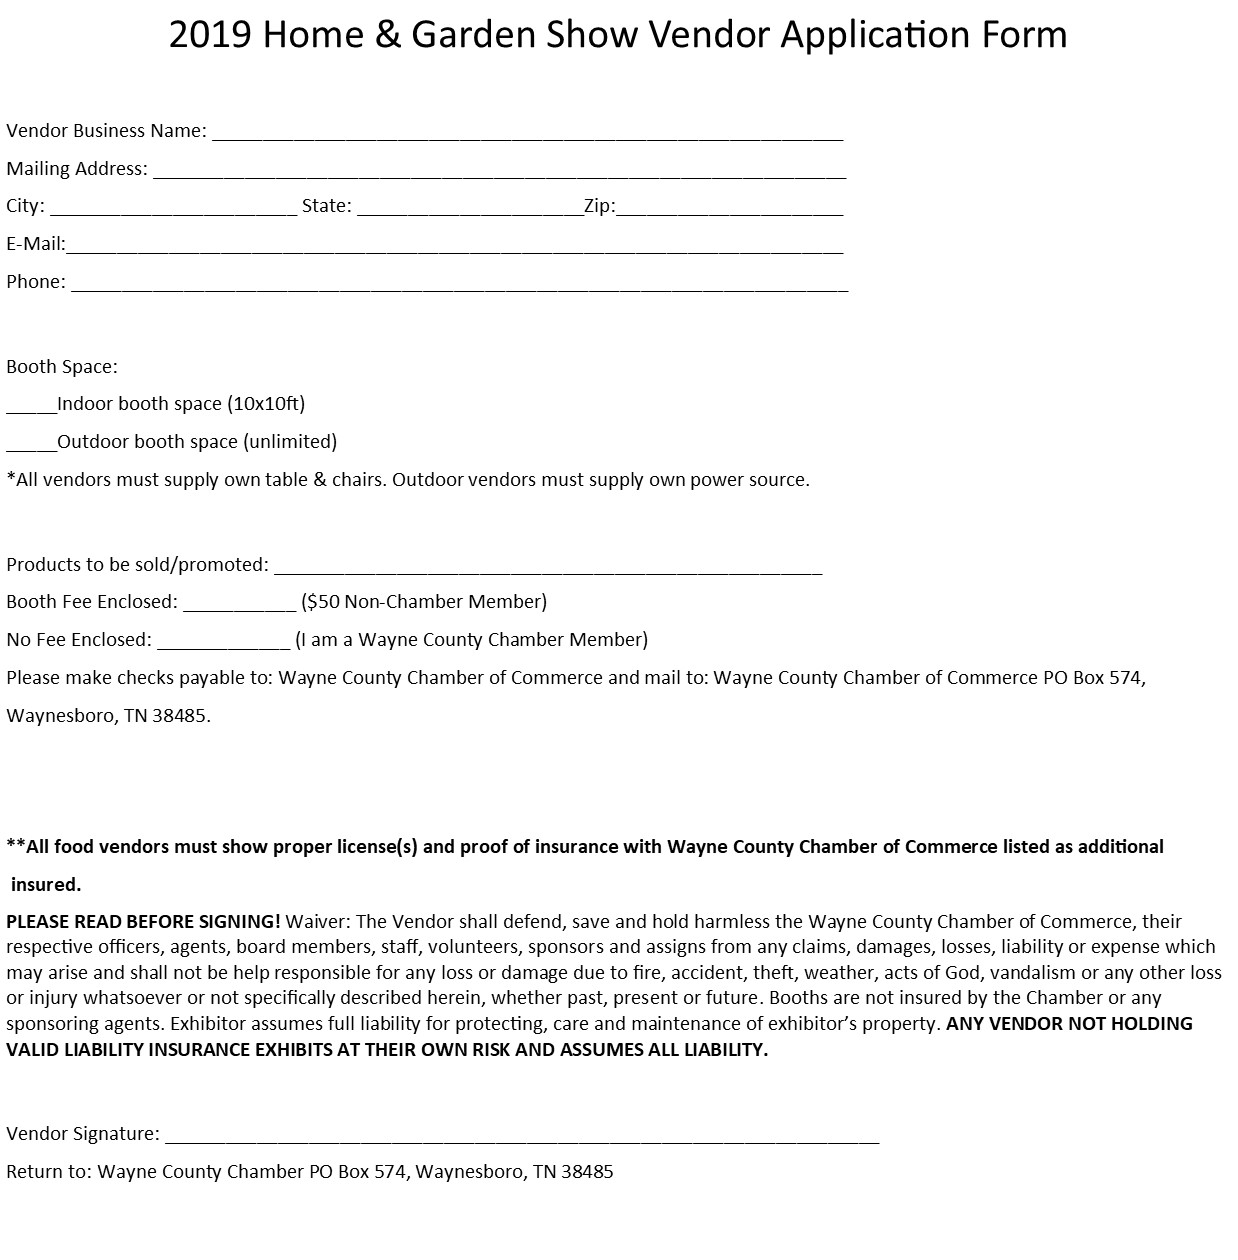 2019 Home & Garden Show Vendor Application Form
Vendor Business Name: ______________________________________________________________
Mailing Address: ____________________________________________________________________
City: ________________________ State: ______________________Zip:______________________
E-Mail:____________________________________________________________________________
Phone: ____________________________________________________________________________
Booth Space:
_____Indoor booth space (10x10ft)
_____Outdoor booth space (unlimited)
*All vendors must supply own table & chairs. Outdoor vendors must supply own power source.
Products to be sold/promoted: ______________________________________________________
Booth Fee Enclosed: ___________ ($50 Non-Chamber Member)
No Fee Enclosed: _____________ (I am a Wayne County Chamber Member)
Please make checks payable to: Wayne County Chamber of Commerce and mail to: Wayne County Chamber of Commerce PO Box 574,
Waynesboro, TN 38485.
**All food vendors must show proper license(s) and proof of insurance with Wayne County Chamber of Commerce listed as additional
insured.
PLEASE READ BEFORE SIGNING! Waiver: The Vendor shall defend, save and hold harmless the Wayne County Chamber of Commerce, their
respective officers, agents, board members, staff, volunteers, sponsors and assigns from any claims, damages, losses, liability or expense which
may arise and shall not be help responsible for any loss or damage due to fire, accident, theft, weather, acts of God, vandalism or any other loss
or injury whatsoever or not specifically described herein, whether past, present or future. Booths are not insured by the Chamber or any
sponsoring agents. Exhibitor assumes full liability for protecting, care and maintenance of exhibitor’s property. ANY VENDOR NOT HOLDING
VALID LIABILITY INSURANCE EXHIBITS AT THEIR OWN RISK AND ASSUMES ALL LIABILITY.
Vendor Signature: ______________________________________________________________________
Return to: Wayne County Chamber PO Box 574, Waynesboro, TN 38485